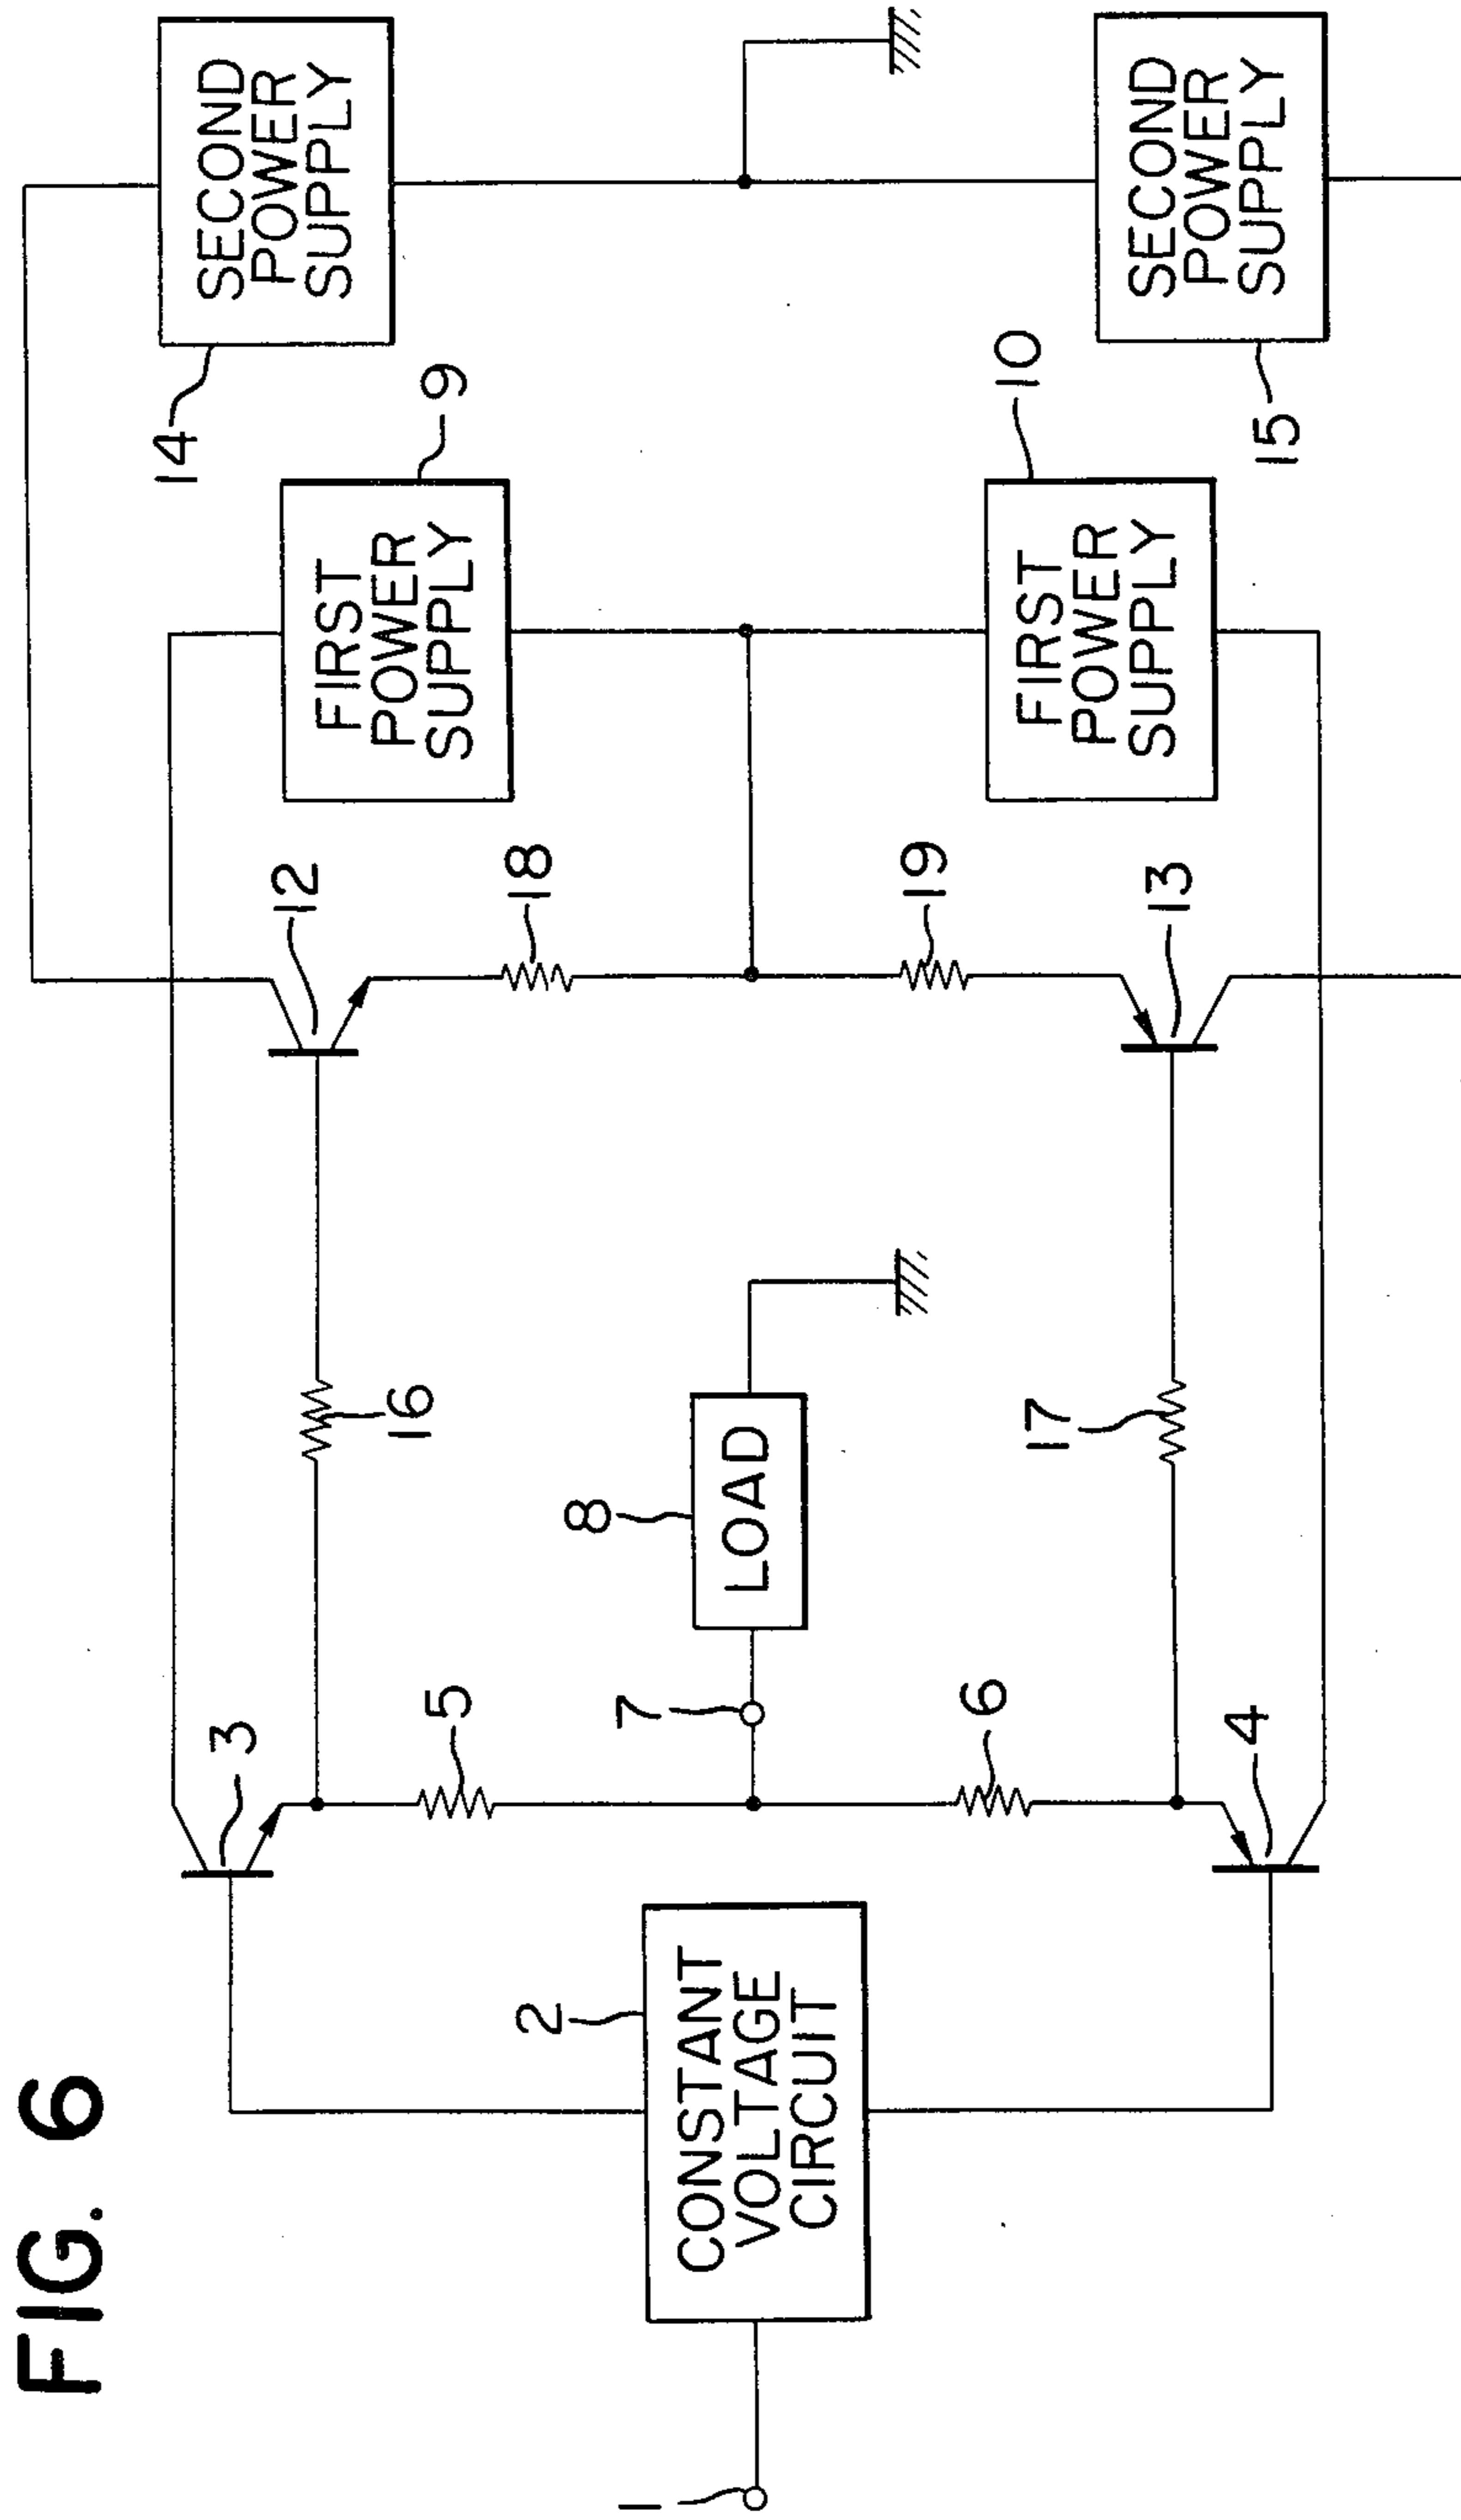 FIG. 6
1
2
CONSTANT
VOLTAGE
CIRCUIT
3
4
5
6
7
8
LOAD
16
17
12
13
18
19
FIRST
POWER
SUPPLY
9
FIRST
POWER
SUPPLY
10
14
SECOND
POWER
SUPPLY
15
SECOND
POWER
SUPPLY